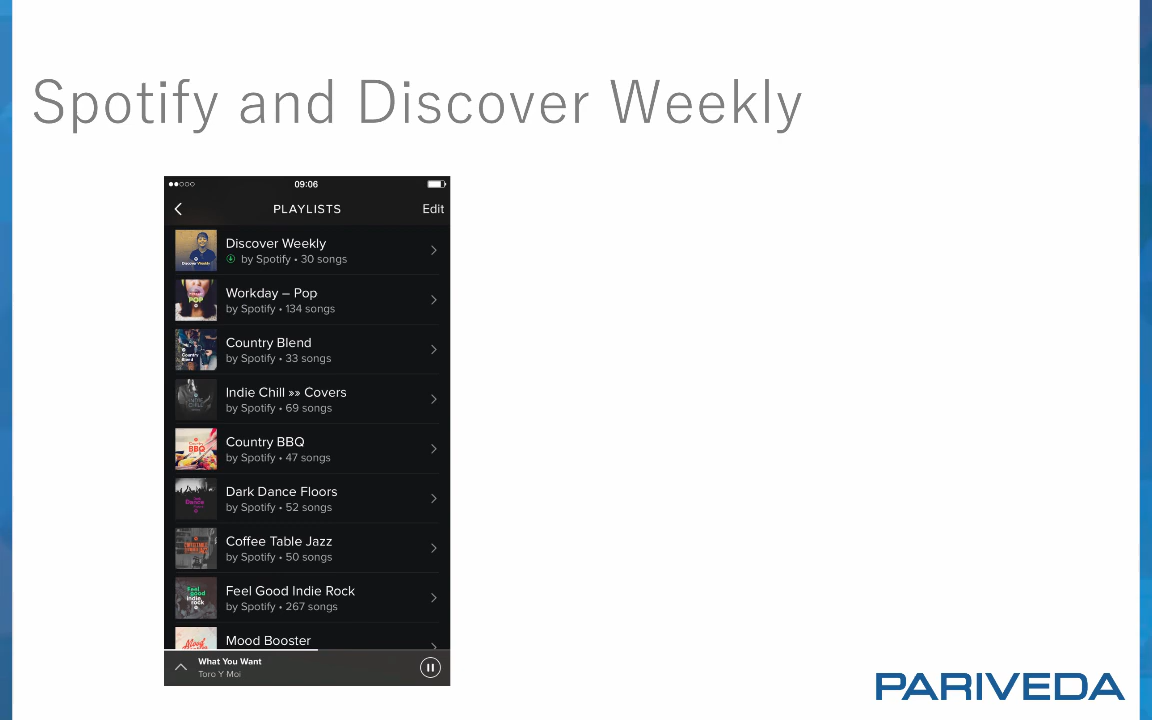 Spotify and Discover Weekly
09:06
PLAYLISTS
Edit
Discover Weekly
by Spotify • 30 songs
Workday – Pop
by Spotify • 134 songs
Country Blend
by Spotify • 33 songs
Indie Chill »» Covers
by Spotify • 69 songs
Country BBQ
by Spotify • 47 songs
Dark Dance Floors
by Spotify • 52 songs
Coffee Table Jazz
by Spotify • 50 songs
Feel Good Indie Rock
by Spotify • 267 songs
Mood Booster
What You Want
Toro Y Moi
PARIVEDA